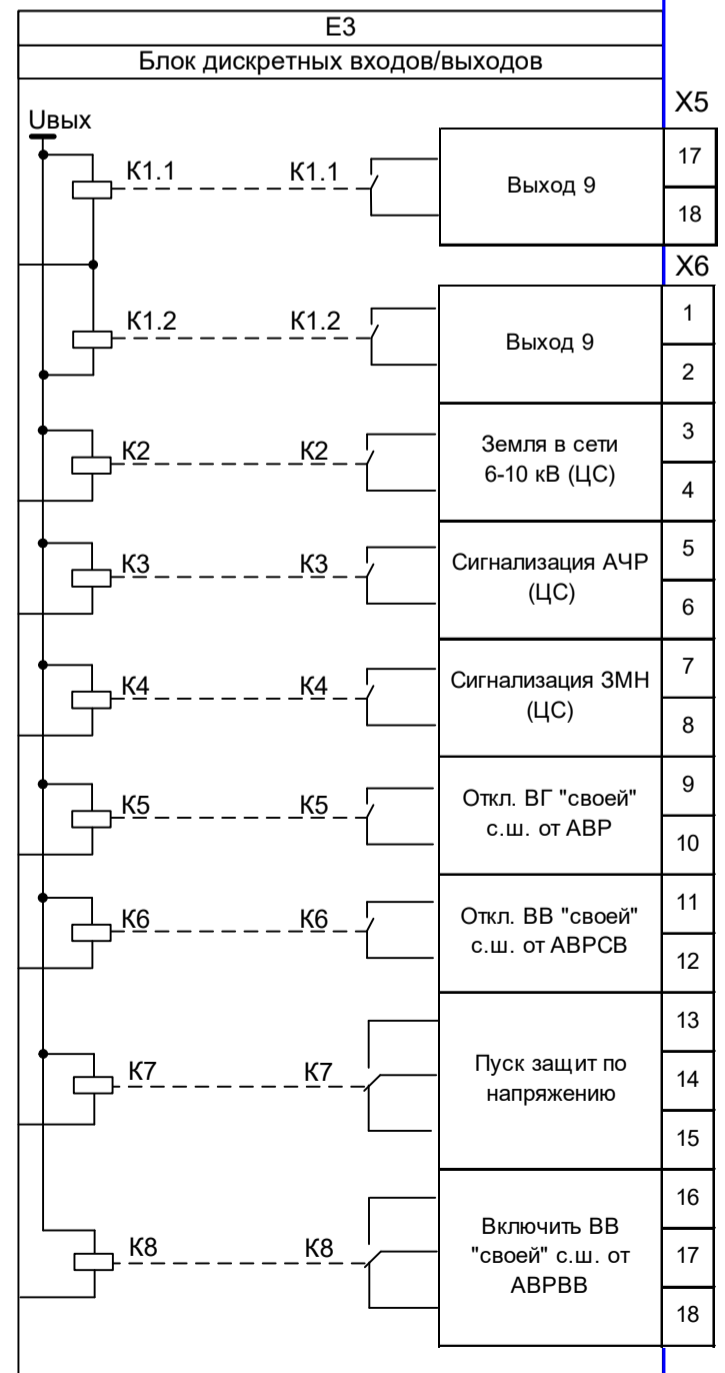 E3
Блок дискретных входов/выходов
X5
Uвых
К1.1 К1.1
Выход 9
17
18
X6
К1.2 К1.2
Выход 9
1
2
К2 К2
Земля в сети
6-10 кВ (ЦС)
3
4
К3 К3
Сигнализация АЧР
(ЦС)
5
6
К4 К4
Сигнализация ЗМН
(ЦС)
7
8
К5 К5
Откл. ВГ "своей"
с.ш. от АВР
9
10
К6 К6
Откл. ВВ "своей"
с.ш. от АВРСВ
11
12
К7 К7
Пуск защит по
напряжению
13
14
15
К8 К8
Включить ВВ
"своей" с.ш. от
АВРВВ
16
17
18